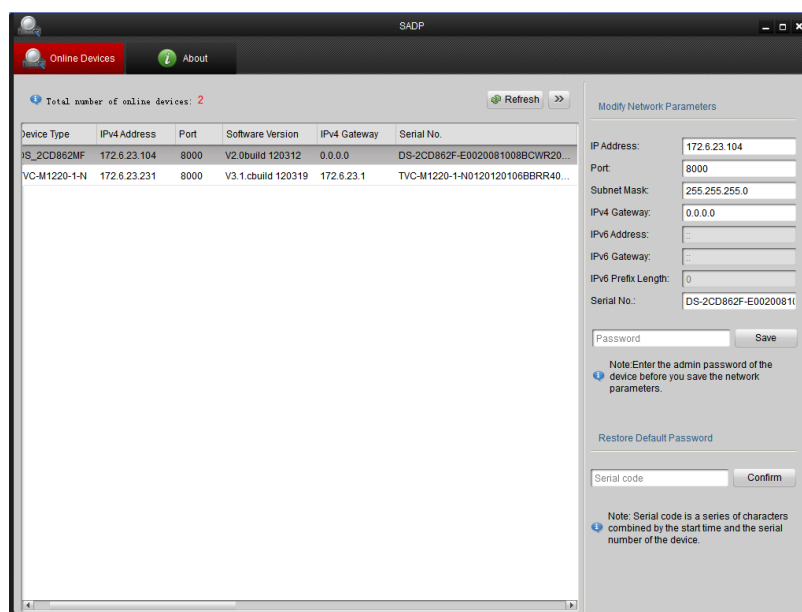 SADP
Online Devices
About
Total number of online devices: 2
Refresh
Device Type IPv4 Address Port Software Version IPv4 Gateway Serial No.
IS_2CD862MF 172.6.23.104 8000 V2.0build 120312 0.0.0.0 DS-2CD862F-E0020081008BCWR20...
VC-M1220-1-N 172.6.23.231 8000 V3.1.cbuild 120319 172.6.23.1 TVC-M1220-1-N0120120106BBRR40...
Modify Network Parameters
IP Address: 172.6.23.104
Port: 8000
Subnet Mask: 255.255.255.0
IPv4 Gateway: 0.0.0.0
IPv6 Address: ::
IPv6 Gateway: ::
IPv6 Prefix Length: 0
Serial No.: DS-2CD862F-E0020081(
Password Save
Note:Enter the admin password of the
device before you save the network
parameters.
Restore Default Password
Serial code Confirm
Note: Serial code is a series of characters
combined by the start time and the serial
number of the device.